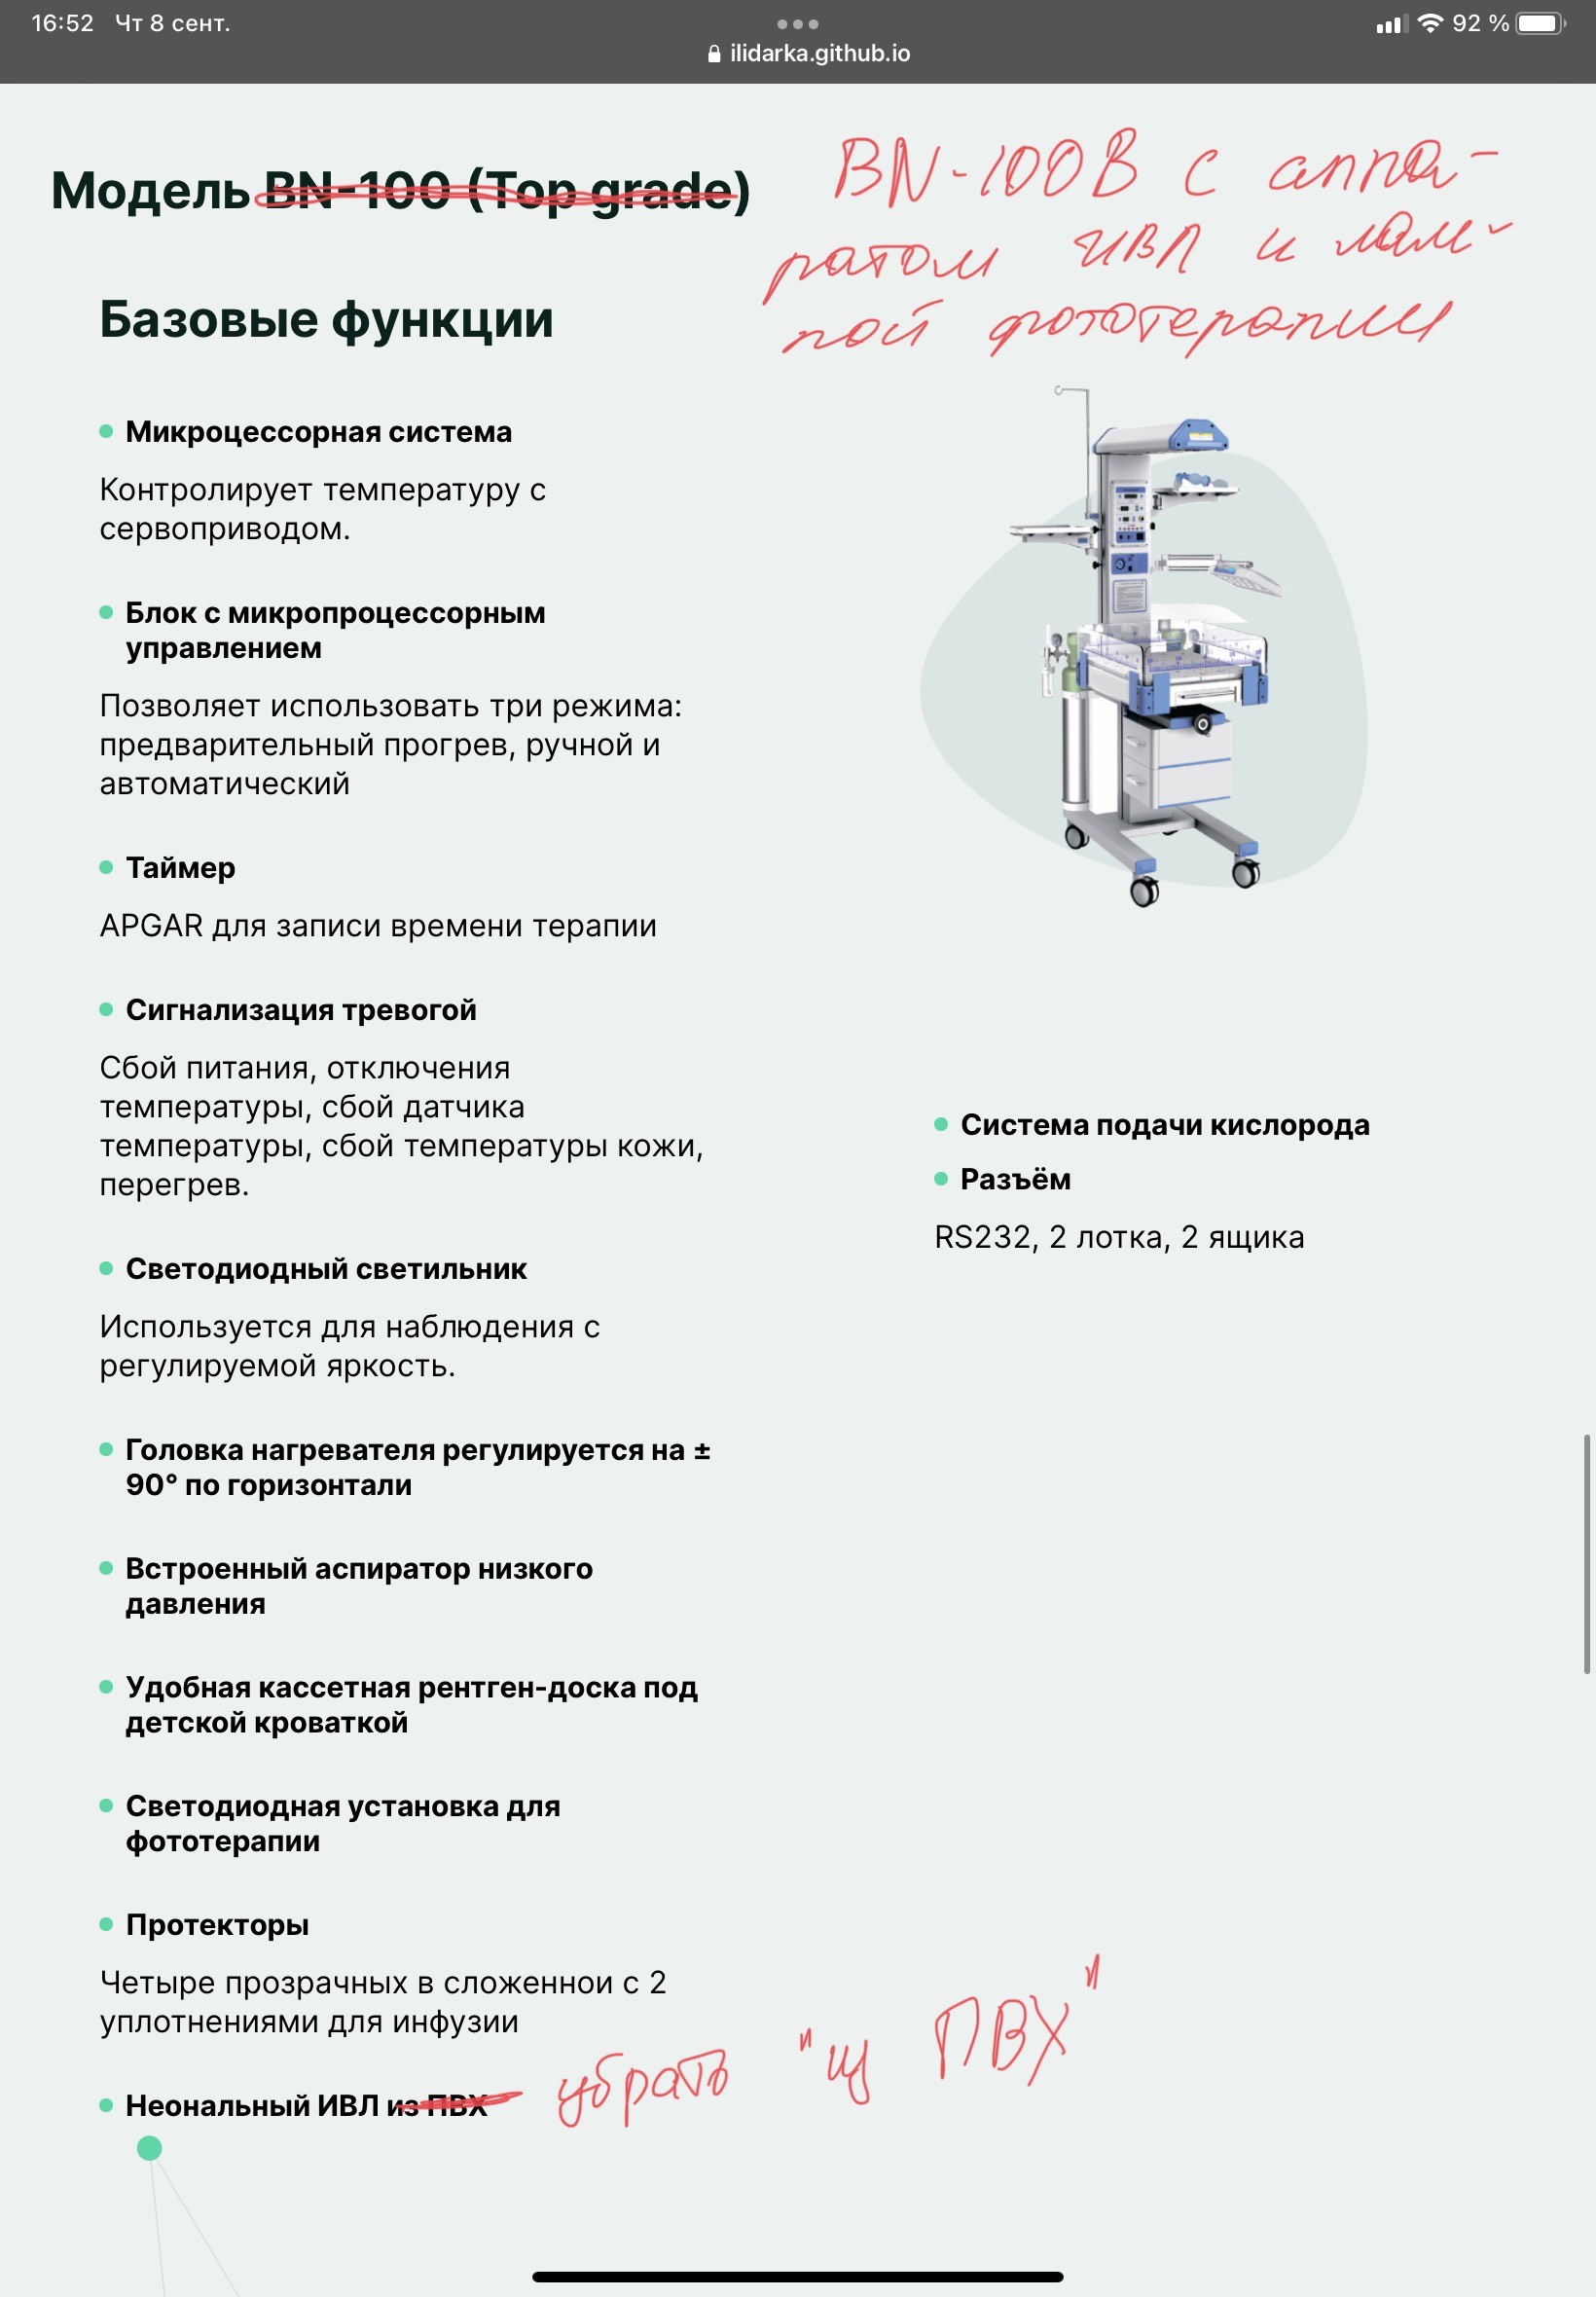 16:52 Чт 8 сент.
92 %
ilidarka.github.io
Модель BN-100 (Top grade)
BN-100B с аппа-
ратом ИВЛ и лам-
пой фототерапии
Базовые функции
Микроцессорная система
Контролирует температуру с
сервоприводом.
Блок с микропроцессорным
управлением
Позволяет использовать три режима:
предварительный прогрев, ручной и
автоматический
Таймер
APGAR для записи времени терапии
Сигнализация тревогой
Сбой питания, отключения
температуры, сбой датчика
температуры, сбой температуры кожи,
перегрев.
Светодиодный светильник
Используется для наблюдения с
регулируемой яркость.
Головка нагревателя регулируется на ±
90° по горизонтали
Встроенный аспиратор низкого
давления
Удобная кассетная рентген-доска под
детской кроваткой
Светодиодная установка для
фототерапии
Протекторы
Четыре прозрачных в сложеннои с 2
уплотнениями для инфузии
Неональный ИВЛ из ПВХ
убрать "из ПВХ"
Система подачи кислорода
Разъём
RS232, 2 лотка, 2 ящика